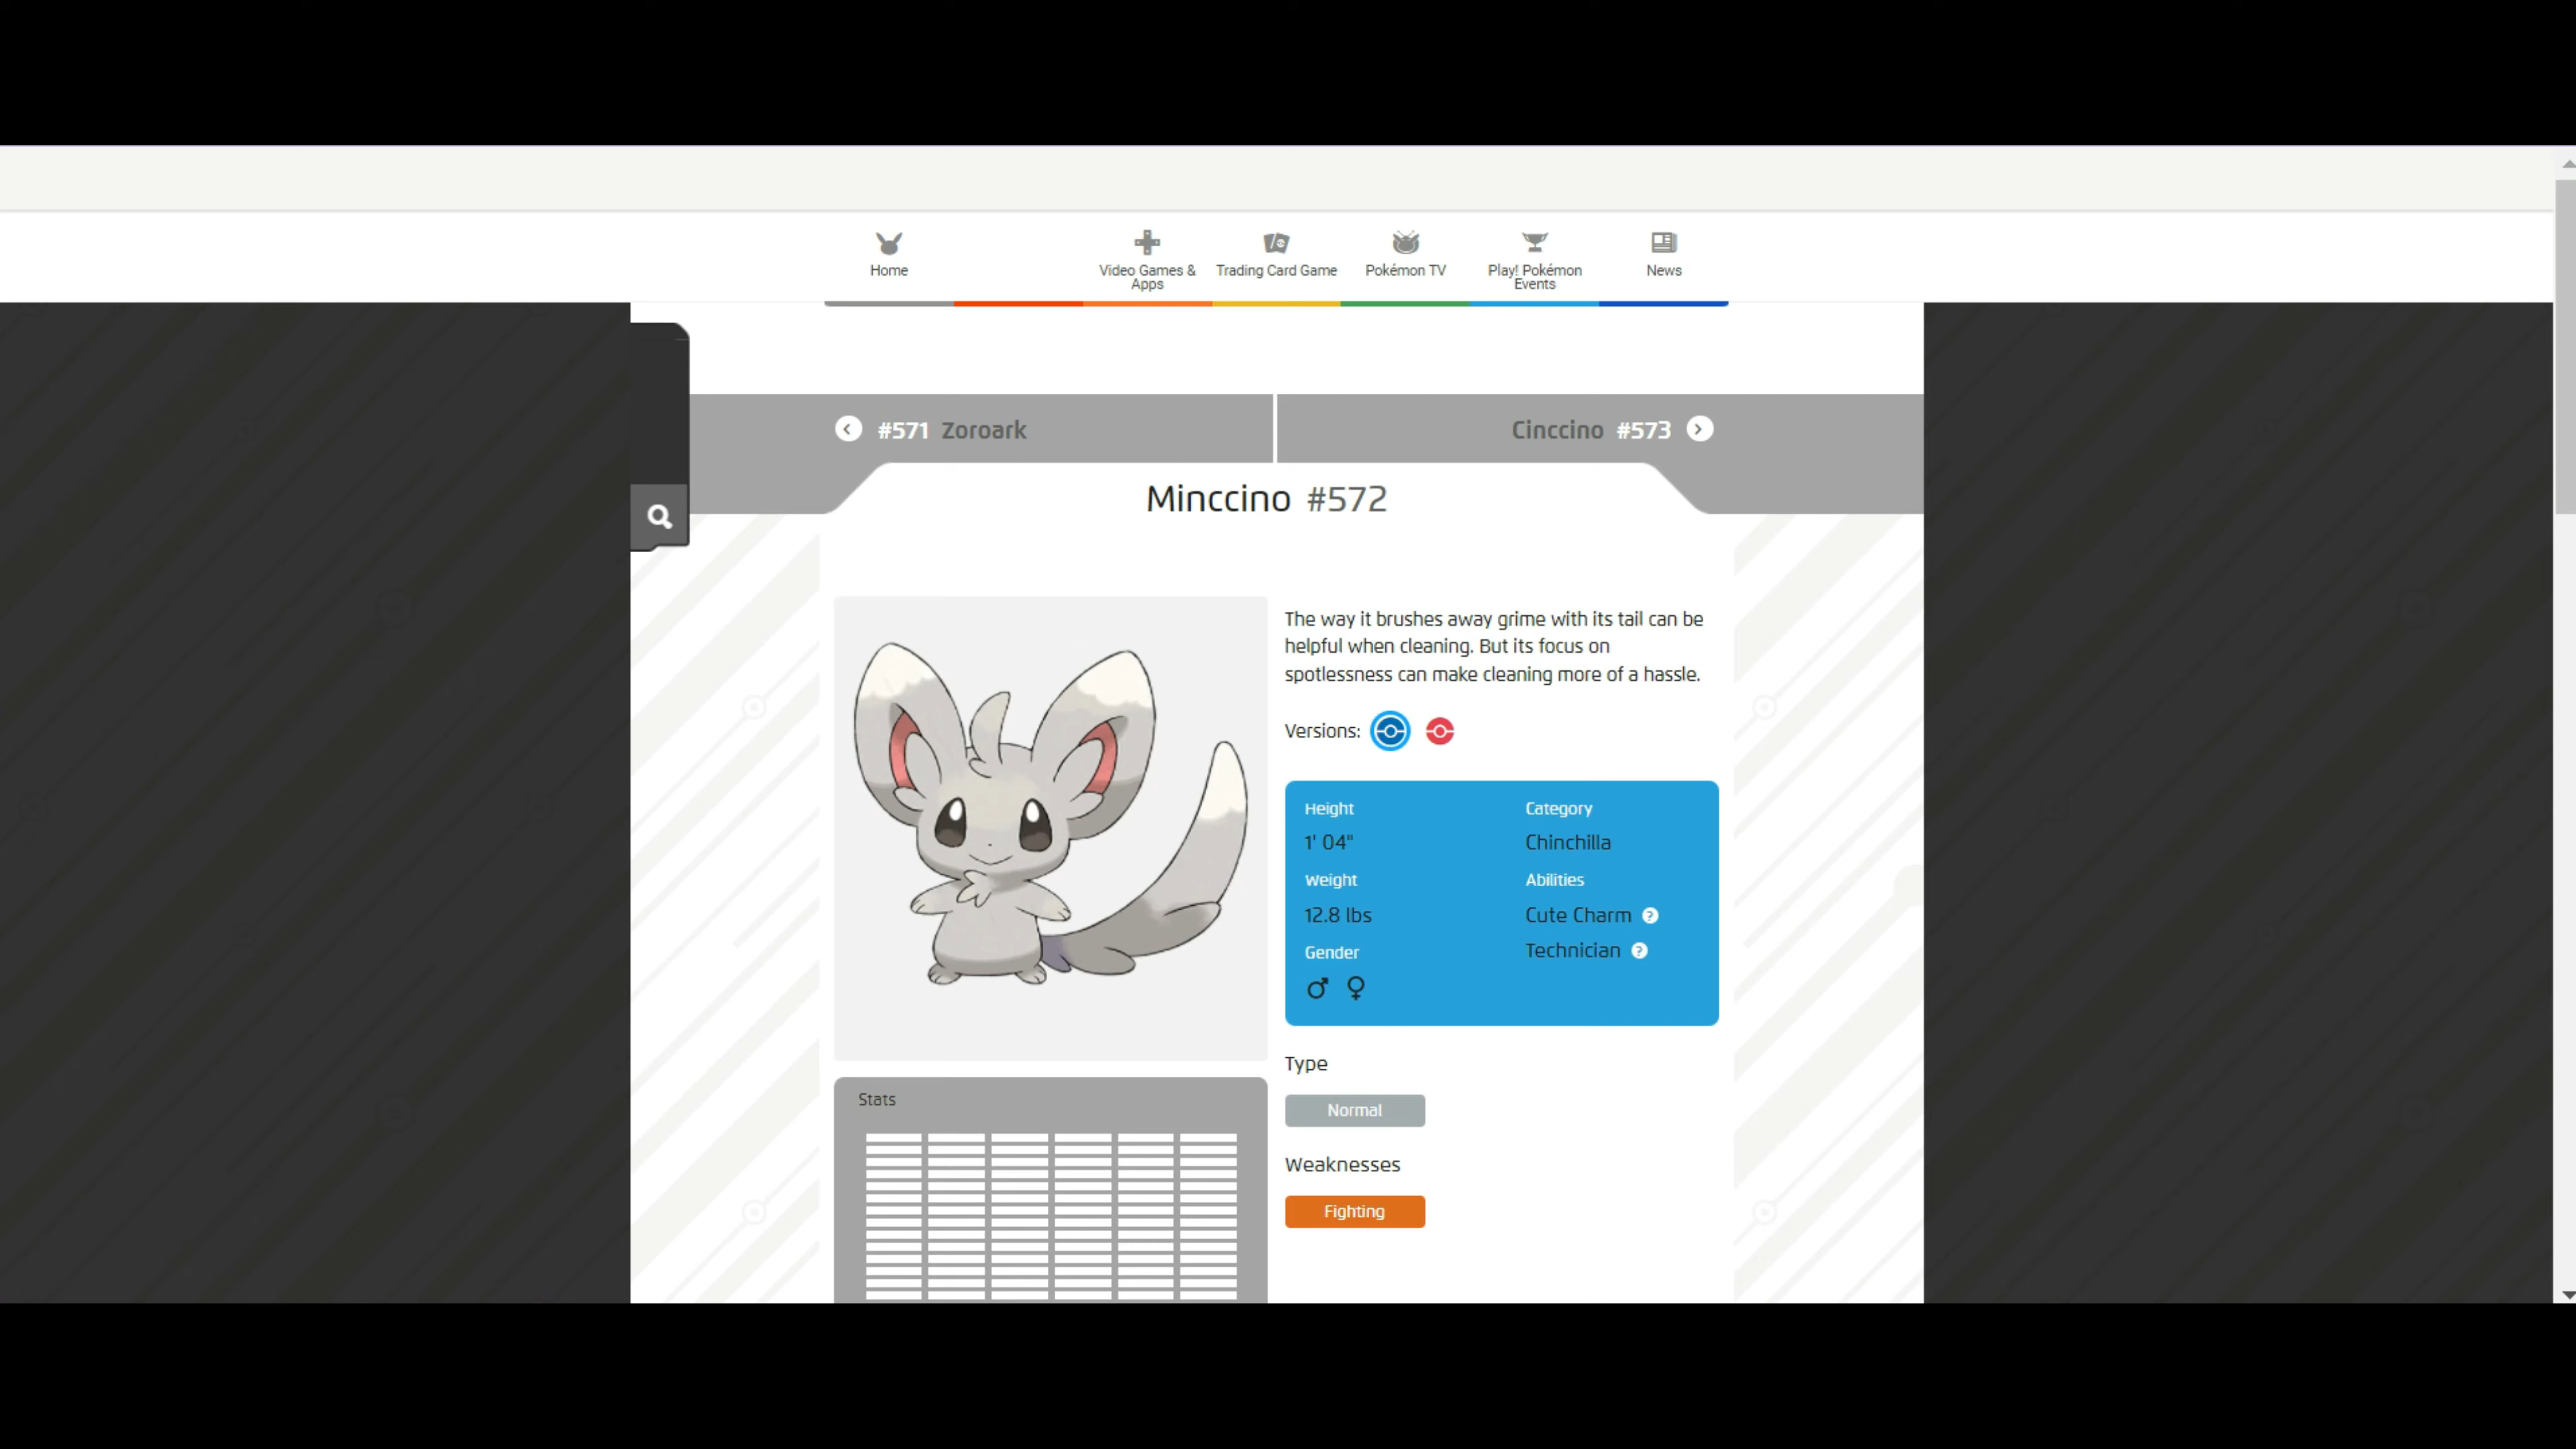 Home
Video Games &
Apps
Trading Card Game
Pokémon TV
Play! Pokémon
Events
News
#571 Zoroark
Cinccino #573
Minccino #572
The way it brushes away grime with its tail can be
helpful when cleaning. But its focus on
spotlessness can make cleaning more of a hassle.
Versions:
Height
1' 04"
Weight
12.8 lbs
Gender
Category
Chinchilla
Abilities
Cute Charm
Technician
Type
Normal
Weaknesses
Fighting
Stats